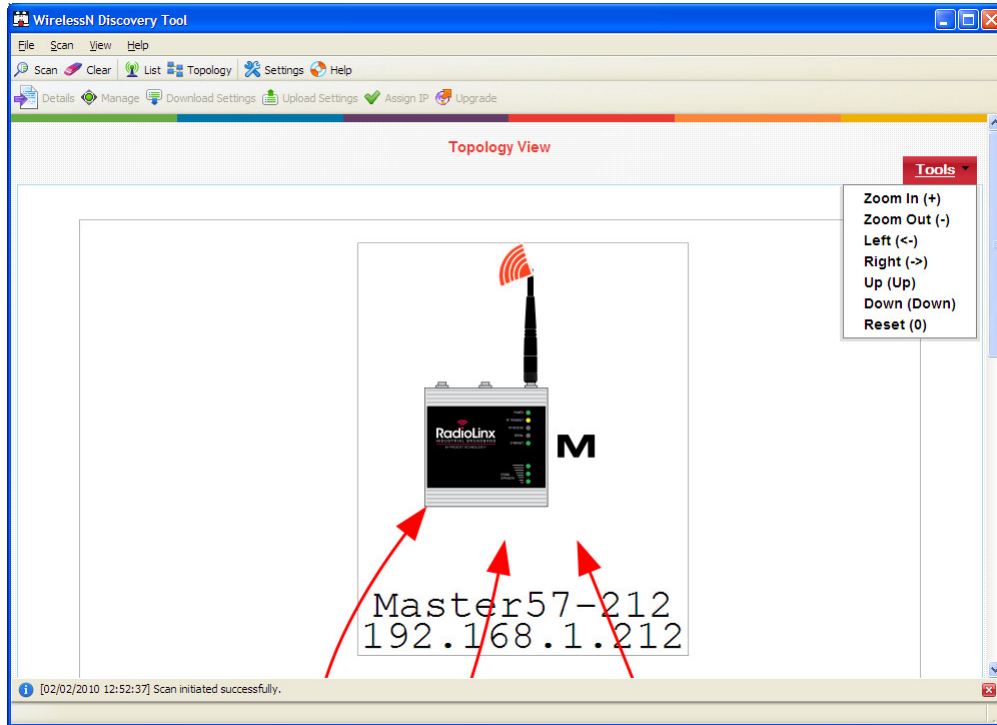 WirelessN Discovery Tool
File Scan View Help
Scan Clear List Topology Settings Help
Details Manage Download Settings Upload Settings Assign IP Upgrade
Topology View
Tools
Zoom In (+)
Zoom Out (-)
Left (<-)
Right (->)
Up (Up)
Down (Down)
Reset (0)
RadioLinx
INDUSTRIAL BROADBAND
M
Master57-212
192.168.1.212
[02/02/2010 12:52:37] Scan initiated successfully.